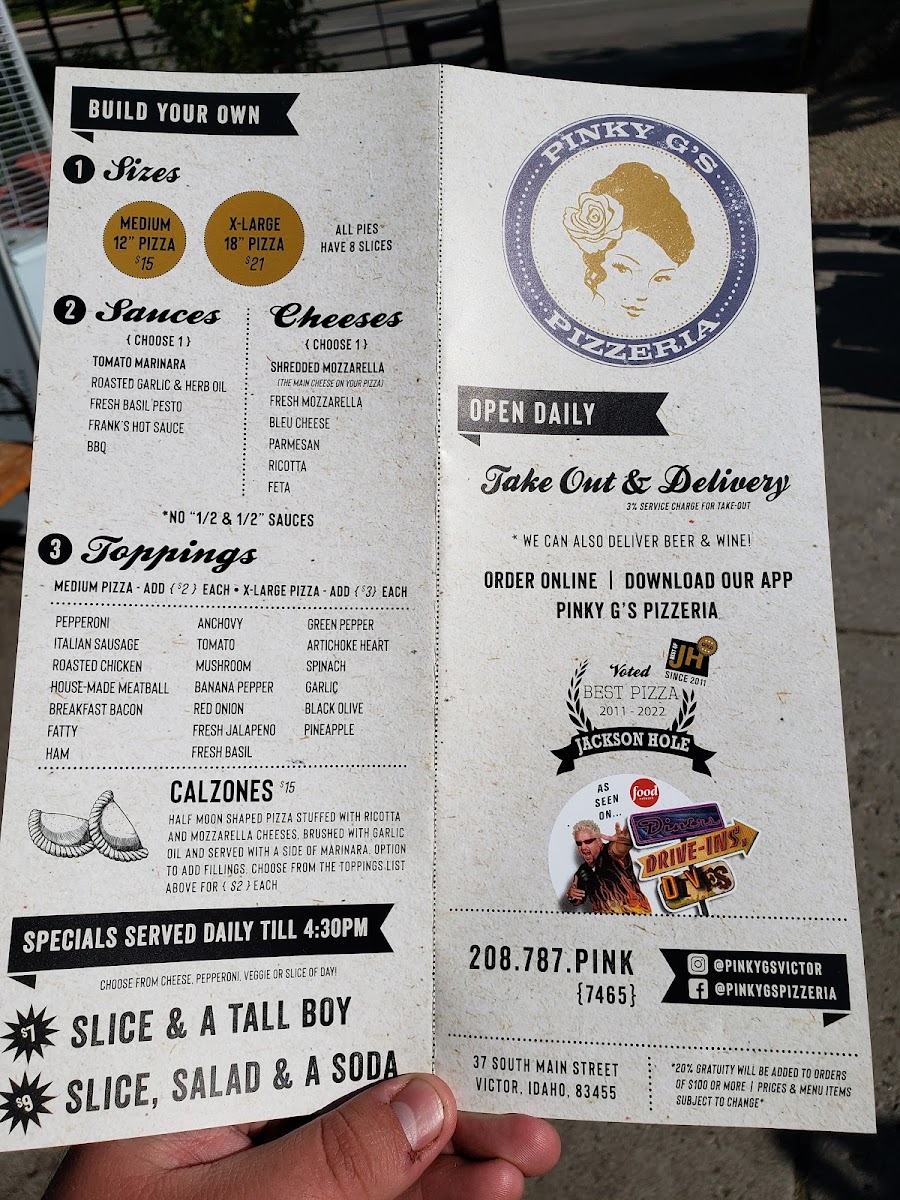 BUILD YOUR OWN
1 Sizes
MEDIUM
12" PIZZA
$15
X-LARGE
18" PIZZA
$21
ALL PIES
HAVE 8 SLICES
2 Sauces
{ CHOOSE 1 }
TOMATO MARINARA
ROASTED GARLIC & HERB OIL
FRESH BASIL PESTO
FRANK'S HOT SAUCE
BBQ
Cheeses
{ CHOOSE 1 }
SHREDDED MOZZARELLA
(THE MAIN CHEESE ON YOUR PIZZA)
FRESH MOZZARELLA
BLEU CHEESE
PARMESAN
RICOTTA
FETA
*NO "1/2 & 1/2" SAUCES
3 Toppings
MEDIUM PIZZA - ADD { $2 } EACH • X-LARGE PIZZA - ADD { $3} EACH
PEPPERONI
ITALIAN SAUSAGE
ROASTED CHICKEN
HOUSE-MADE MEATBALL
BREAKFAST BACON
FATTY
HAM
ANCHOVY
TOMATO
MUSHROOM
BANANA PEPPER
RED ONION
FRESH JALAPENO
FRESH BASIL
GREEN PEPPER
ARTICHOKE HEART
SPINACH
GARLIC
BLACK OLIVE
PINEAPPLE
CALZONES $15
HALF MOON SHAPED PIZZA STUFFED WITH RICOTTA
AND MOZZARELLA CHEESES, BRUSHED WITH GARLIC
OIL AND SERVED WITH A SIDE OF MARINARA. OPTION
TO ADD FILLINGS. CHOOSE FROM THE TOPPINGS LIST
ABOVE FOR { $2 } EACH
SPECIALS SERVED DAILY TILL 4:30PM
CHOOSE FROM CHEESE, PEPPERONI, VEGGIE OR SLICE OF DAY!
$7 SLICE & A TALL BOY
$9 SLICE, SALAD & A SODA
PINKY G'S
PIZZERIA
OPEN DAILY
Take Out & Delivery
3% SERVICE CHARGE FOR TAKE-OUT
* WE CAN ALSO DELIVER BEER & WINE!
ORDER ONLINE | DOWNLOAD OUR APP
PINKY G'S PIZZERIA
BEST OF
JH
SINCE 2011
Voted
BEST PIZZA
2011 - 2022
JACKSON HOLE
AS
SEEN
ON...
food
network
Diners
DRIVE-INS,
DIVES
208.787.PINK
{7465}
@PINKYGSVICTOR
@PINKYGSPIZZERIA
37 SOUTH MAIN STREET
VICTOR, IDAHO, 83455
*20% GRATUITY WILL BE ADDED TO ORDERS
OF $100 OR MORE | PRICES & MENU ITEMS
SUBJECT TO CHANGE*